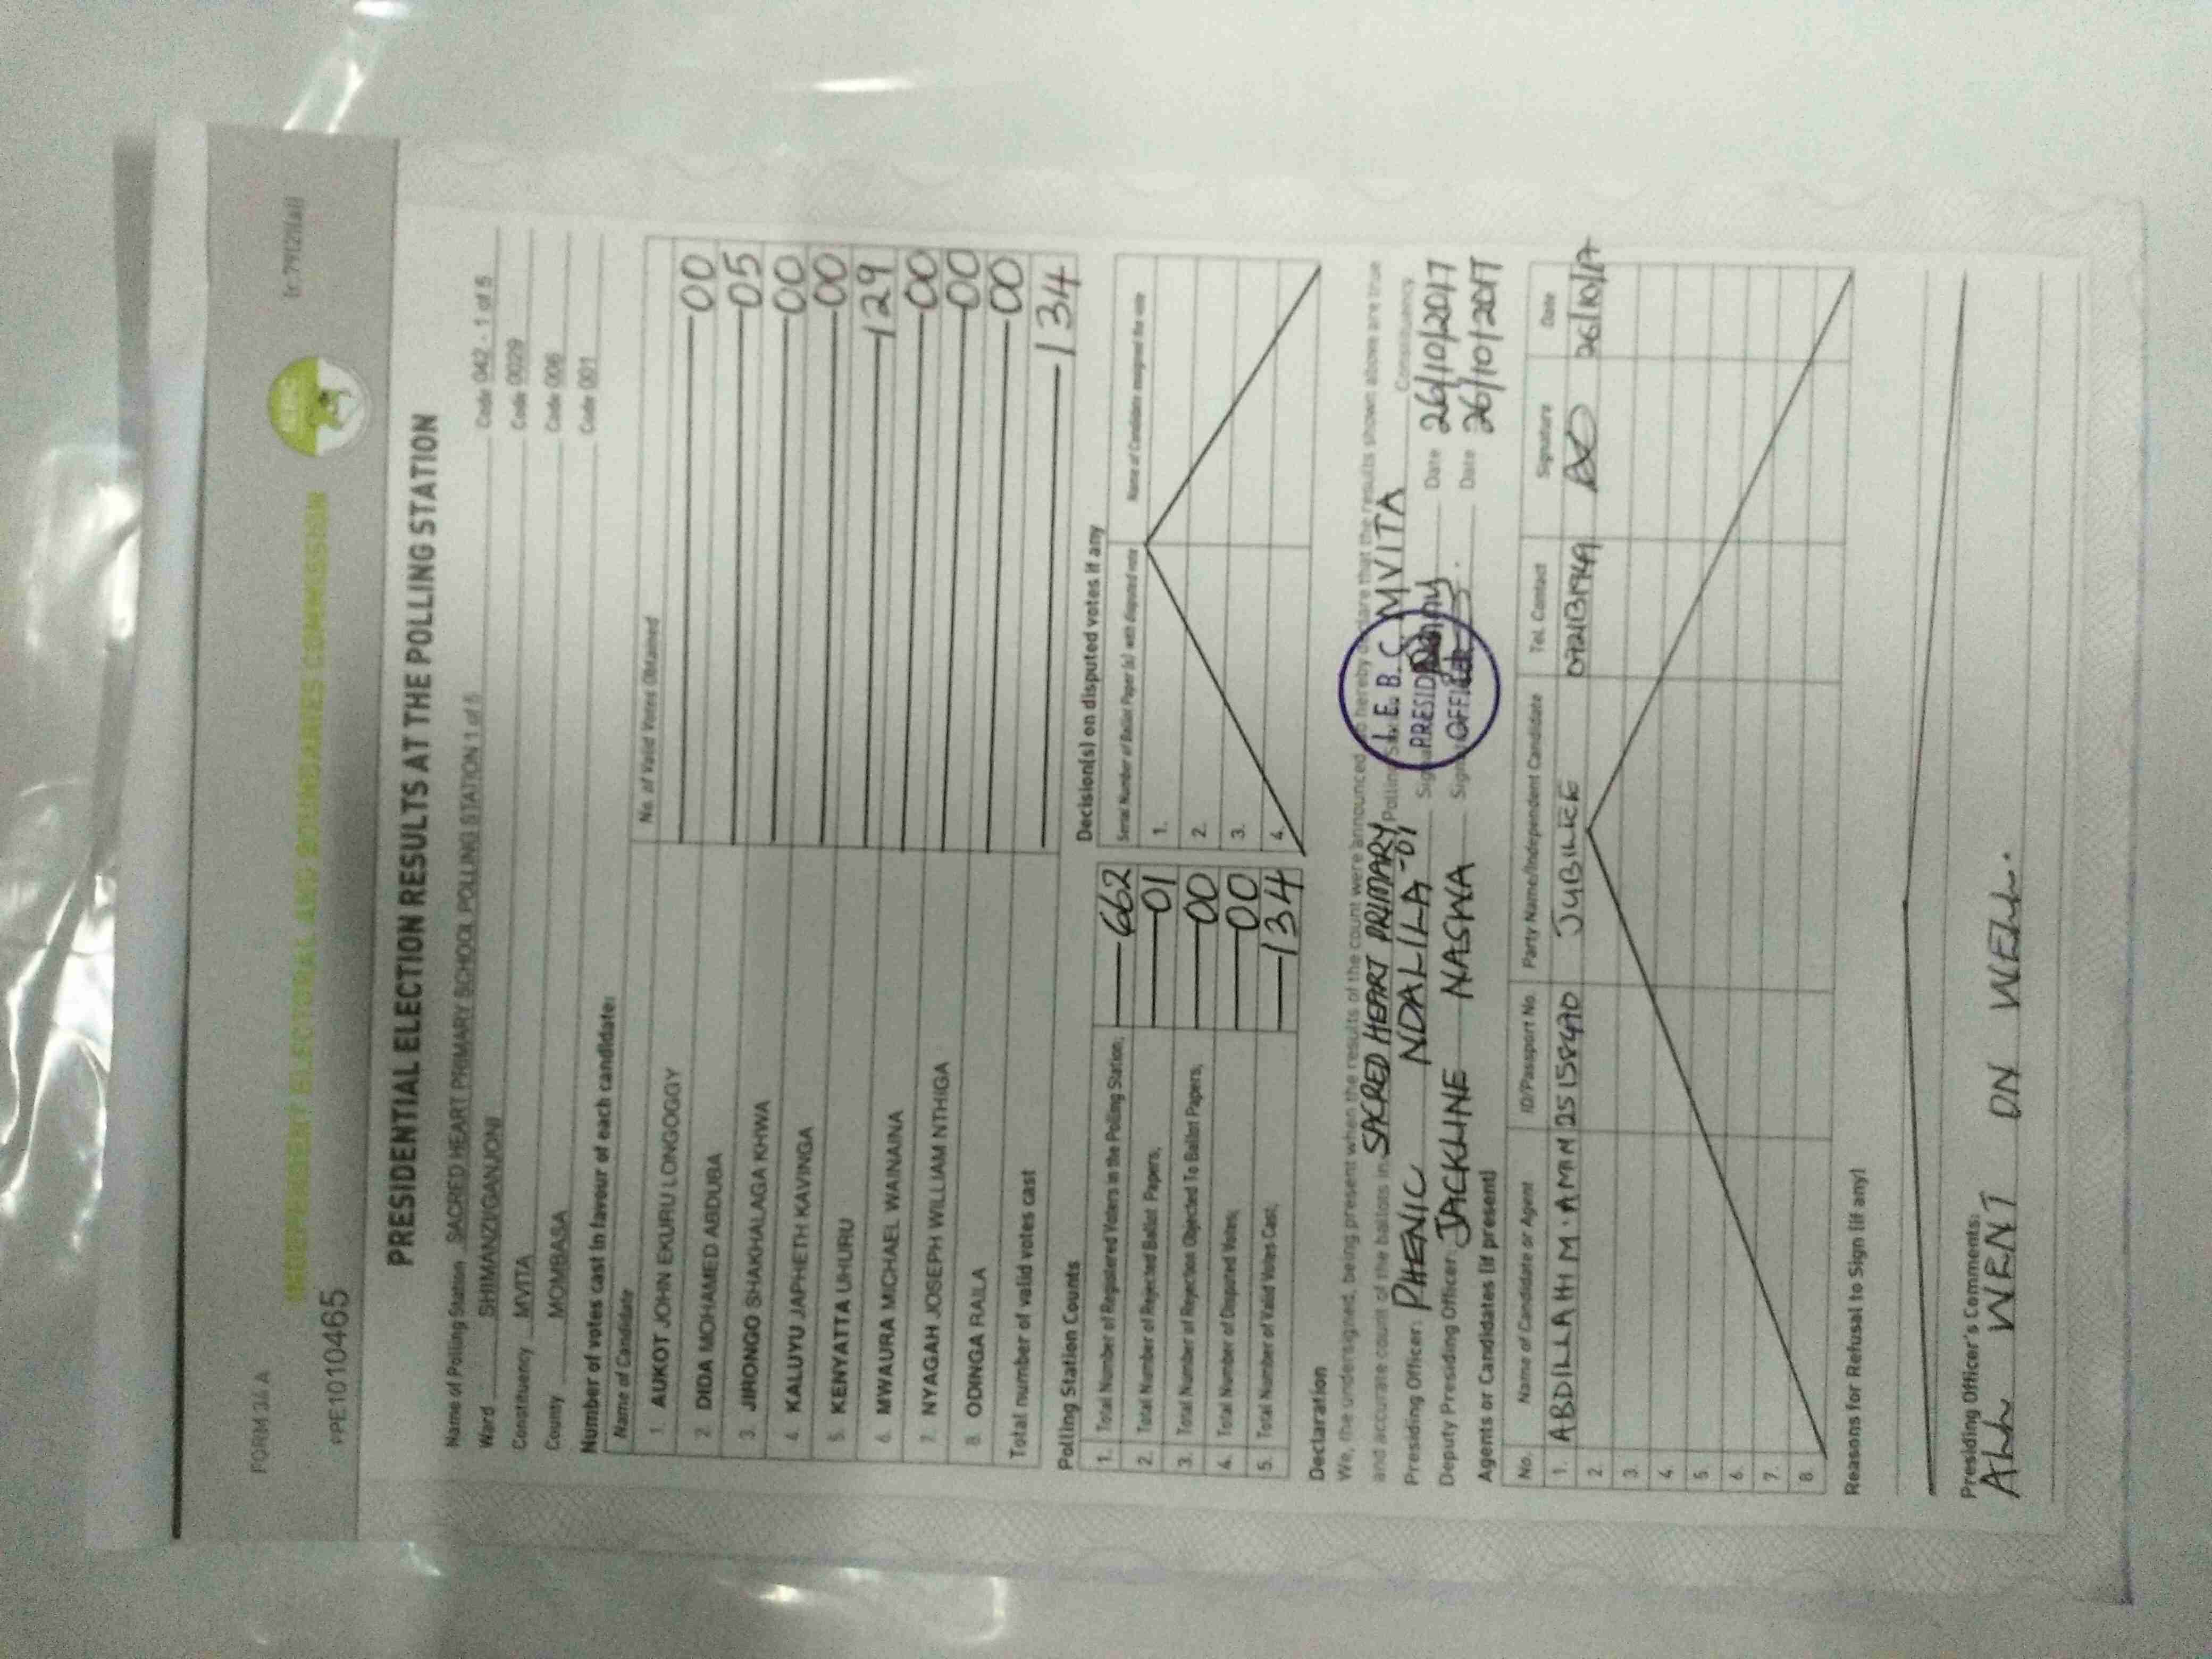 FORM 34 A
INDEPENDENT ELECTORAL AND BOUNDARIES COMMISSION
PPE1010465
PRESIDENTIAL ELECTION RESULTS AT THE POLLING STATION
Name of Polling Station SACRED HEART PRIMARY SCHOOL POLLING STATION 1 of 5 Code 042 - 1 of 5
Ward SHIMANZI/GANJONI Code 0029
Constituency MVITA Code 006
County MOMBASA Code 001
Number of votes cast in favour of each candidate:
Name of Candidate No. of Valid Votes Obtained
1. AUKOT JOHN EKURU LONGOGGY 00
2. DIDA MOHAMED ABDUBA 05
3. JIRONGO SHAKHALAGA KHWA 00
4. KALUYU JAPHETH KAVINGA 00
5. KENYATTA UHURU 129
6. MWAURA MICHAEL WAINAINA 00
7. NYAGAH JOSEPH WILLIAM NTHIGA 00
8. ODINGA RAILA 00
Total number of valid votes cast 134
Polling Station Counts Decision(s) on disputed votes if any
Serial Number of Ballot Paper (s) with disputed vote Name of Candidate assigned the vote
1. Total Number of Registered Voters in the Polling Station; 662 1.
2. Total Number of Rejected Ballot Papers; 01 2.
3. Total Number of Rejection Objected To Ballot Papers; 00 3.
4. Total Number of Disputed Votes; 00 4.
5. Total Number of Valid Votes Cast; 134
Declaration
We, the undersigned, being present when the results of the count were announced, do hereby declare that the results shown above are true
and accurate count of the ballots in SACRED HEART PRIMARY -01 Polling MVITA Constituency
Presiding Officer: PHENIC NDALILA Date 26/10/2017
Deputy Presiding Officer: JACKLINE NASWA Date 26/10/2017
I. E. B. C.
PRESIDING
OFFICER
Agents or Candidates (if present)
No. Name of Candidate or Agent ID/Passport No. Party Name/Independent Candidate Tel. Contact Signature Date
1. ABDILLAH M. AMIN 25158490 JUBILEE 26/10/17
2
3.
4
5.
6.
7.
8.
Reasons for Refusal to Sign (if any)
Presiding Officer's Comments:
ALL WENT ON WELL.